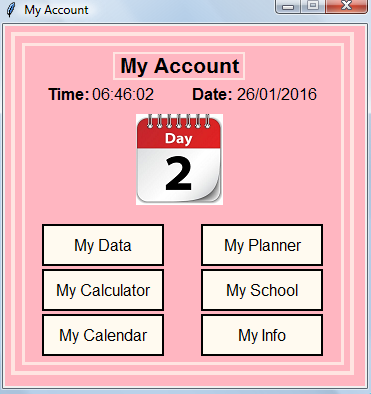 My Account
My Account
Time: 06:46:02 Date: 26/01/2016
Day
2
My Data My Planner
My Calculator My School
My Calendar My Info